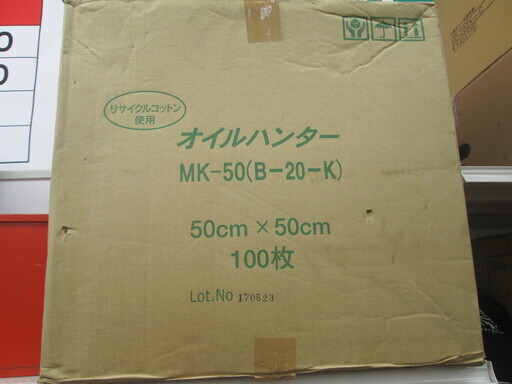 リサイクルコットン
使用
オイルハンター
MK-50(B-20-K)
50cm×50cm
100枚
Lot.No 170523